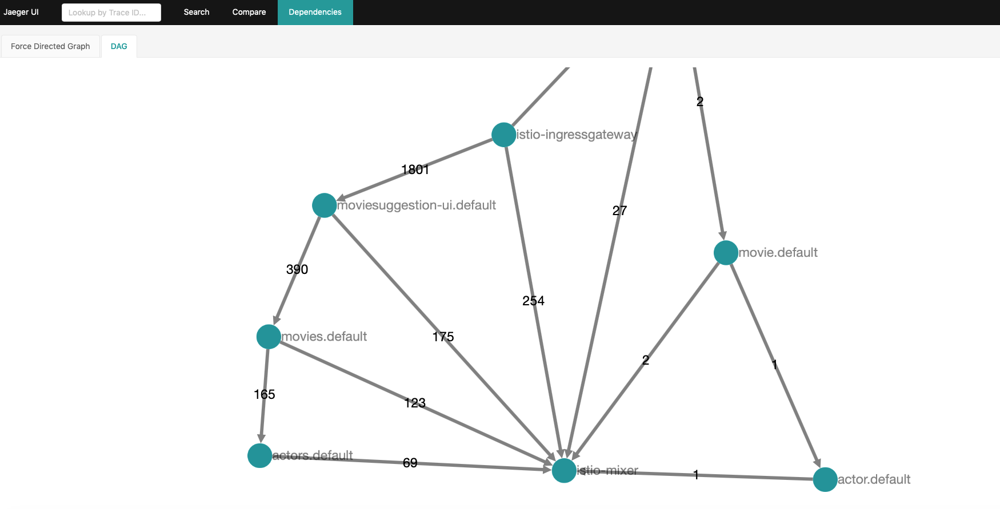 Jaeger UI
Lookup by Trace ID...
Search
Compare
Dependencies
Force Directed Graph
DAG
2
istio-ingressgateway
1801
moviesuggestion-ui.default
27
movie.default
390
254
movies.default
175
2
1
165
123
actors.default
69
istio-mixer
1
actor.default